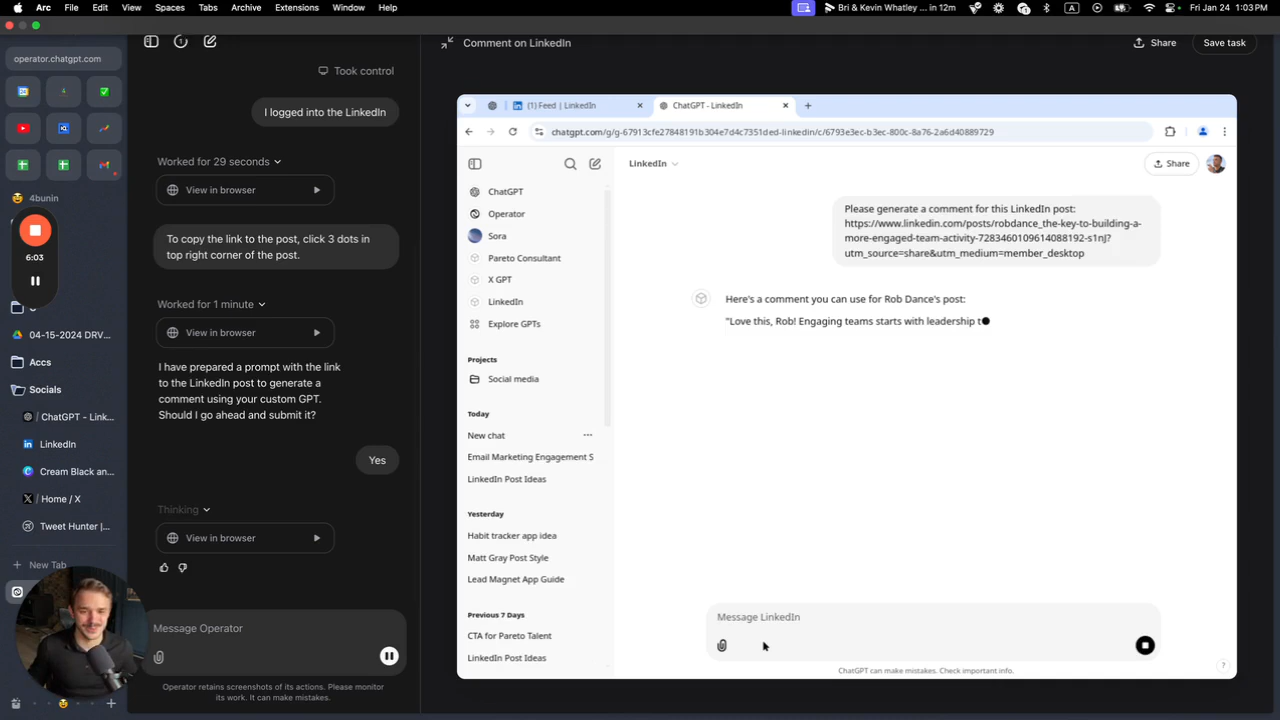 Arc File Edit View Spaces Tabs Archive Extensions Window Help
Bri & Kevin Whatley ... in 12m
A
Fri Jan 24 1:03 PM
operator.chatgpt.com
4bunin
6:03
04-15-2024 DRV...
Accs
Socials
/ ChatGPT - Link...
LinkedIn
Cream Black an...
/ Home / X
Tweet Hunter |...
New Tab
Took control
I logged into the LinkedIn
Worked for 29 seconds
View in browser
To copy the link to the post, click 3 dots in
top right corner of the post.
Worked for 1 minute
View in browser
I have prepared a prompt with the link
to the LinkedIn post to generate a
comment using your custom GPT.
Should I go ahead and submit it?
Yes
Thinking
View in browser
Message Operator
Operator retains screenshots of its actions. Please monitor
its work. It can make mistakes.
Comment on LinkedIn
Share
Save task
(1) Feed | LinkedIn
ChatGPT - LinkedIn
chatgpt.com/g/g-67913cfe27848191b304e7d4c7351ded-linkedin/c/6793e3ec-b3ec-800c-8a76-2a6d40889729
ChatGPT
Operator
Sora
Pareto Consultant
X GPT
LinkedIn
Explore GPTs
Projects
Social media
Today
New chat
Email Marketing Engagement S
LinkedIn Post Ideas
Yesterday
Habit tracker app idea
Matt Gray Post Style
Lead Magnet App Guide
Previous 7 Days
CTA for Pareto Talent
LinkedIn Post Ideas
LinkedIn
Share
Please generate a comment for this LinkedIn post:
https://www.linkedin.com/posts/robdance_the-key-to-building-a-
more-engaged-team-activity-7283460109614088192-s1nJ?
utm_source=share&utm_medium=member_desktop
Here's a comment you can use for Rob Dance's post:
"Love this, Rob! Engaging teams starts with leadership t
Message LinkedIn
ChatGPT can make mistakes. Check important info.
?